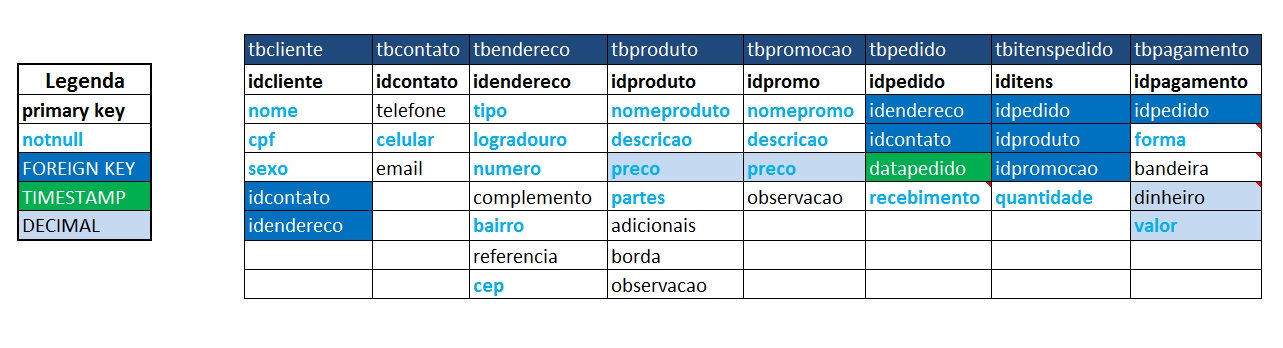 Legenda
primary key
notnull
FOREIGN KEY
TIMESTAMP
DECIMAL
tbcliente tbcontato tbendereco tbproduto tbpromocao tbpedido tbitenspedido tbpagamento
idcliente idcontato idendereco idproduto idpromo idpedido iditens idpagamento
nome telefone tipo nomeproduto nomepromo idendereco idpedido idpedido
cpf celular logradouro descricao descricao idcontato idproduto forma
sexo email numero preco preco datapedido idpromocao bandeira
idcontato complemento partes observacao recebimento quantidade dinheiro
idendereco bairro adicionais valor
referencia borda
cep observacao